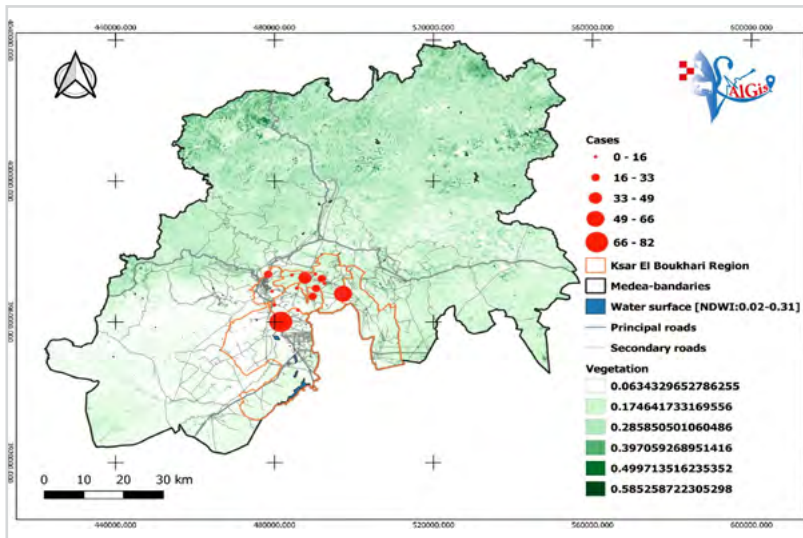 440000.000 480000.000 520000.000 560000.000 600000.000
AlGis
Cases
0 - 16
16 - 33
33 - 49
49 - 66
66 - 82
Ksar El Boukhari Region
Medea-bandaries
Water surface [NDWI:0.02-0.31]
Principal roads
Secondary roads
Vegetation
0.0634329652786255
0.174641733169556
0.285850501060486
0.397059268951416
0.499713516235352
0.585258722305298
0 10 20 30 km
440000.000 480000.000 520000.000 560000.000 600000.000